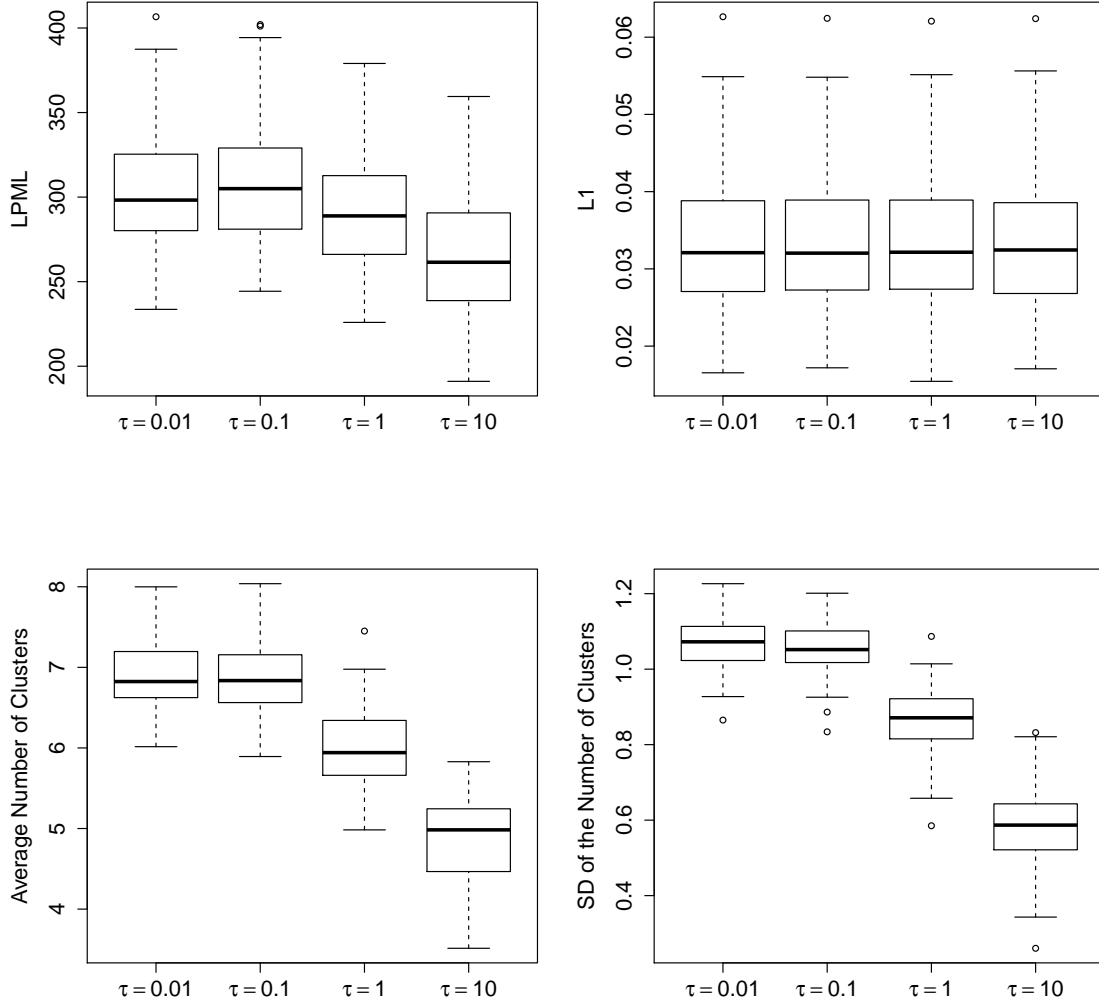 LPML
400
350
300
250
200
τ = 0.01
τ = 0.1
τ = 1
τ = 10
L1
0.06
0.05
0.04
0.03
0.02
τ = 0.01
τ = 0.1
τ = 1
τ = 10
Average Number of Clusters
8
7
6
5
4
τ = 0.01
τ = 0.1
τ = 1
τ = 10
SD of the Number of Clusters
1.2
1.0
0.8
0.6
0.4
τ = 0.01
τ = 0.1
τ = 1
τ = 10